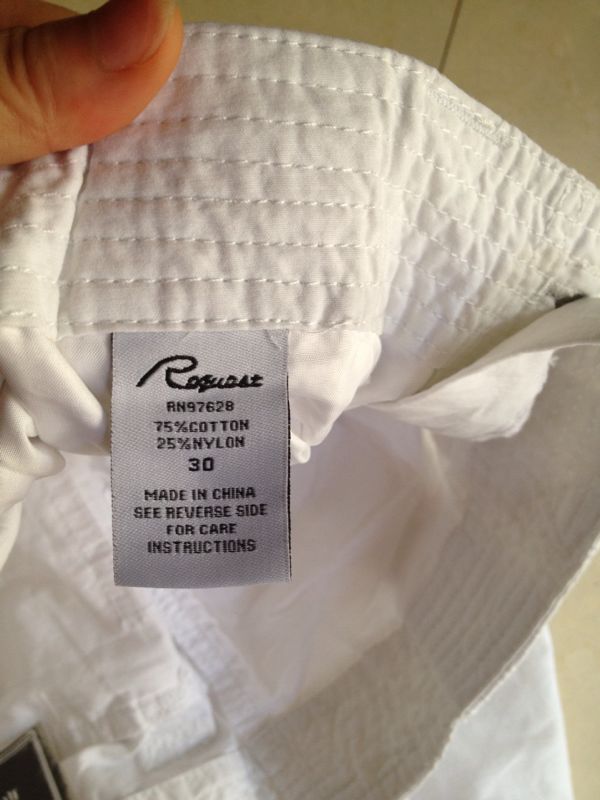 Request
RN97628
75%COTTON
25%NYLON
30
MADE IN CHINA
SEE REVERSE SIDE
FOR CARE
INSTRUCTIONS